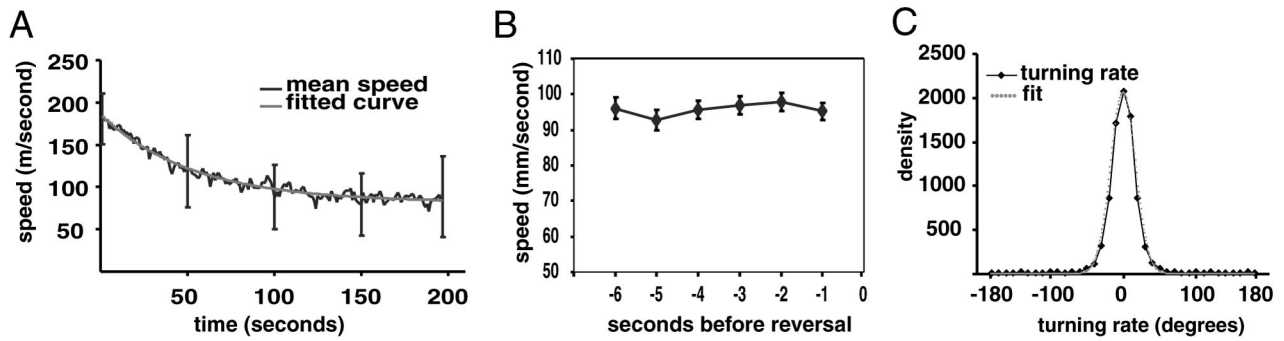 A
speed (m/second)
250
200
150
100
50
mean speed
fitted curve
50
100
150
200
time (seconds)
B
speed (mm/second)
110
100
90
80
70
60
50
-6
-5
-4
-3
-2
-1
0
seconds before reversal
C
density
2500
2000
1500
1000
500
turning rate
fit
-180
-100
0
100
180
turning rate (degrees)